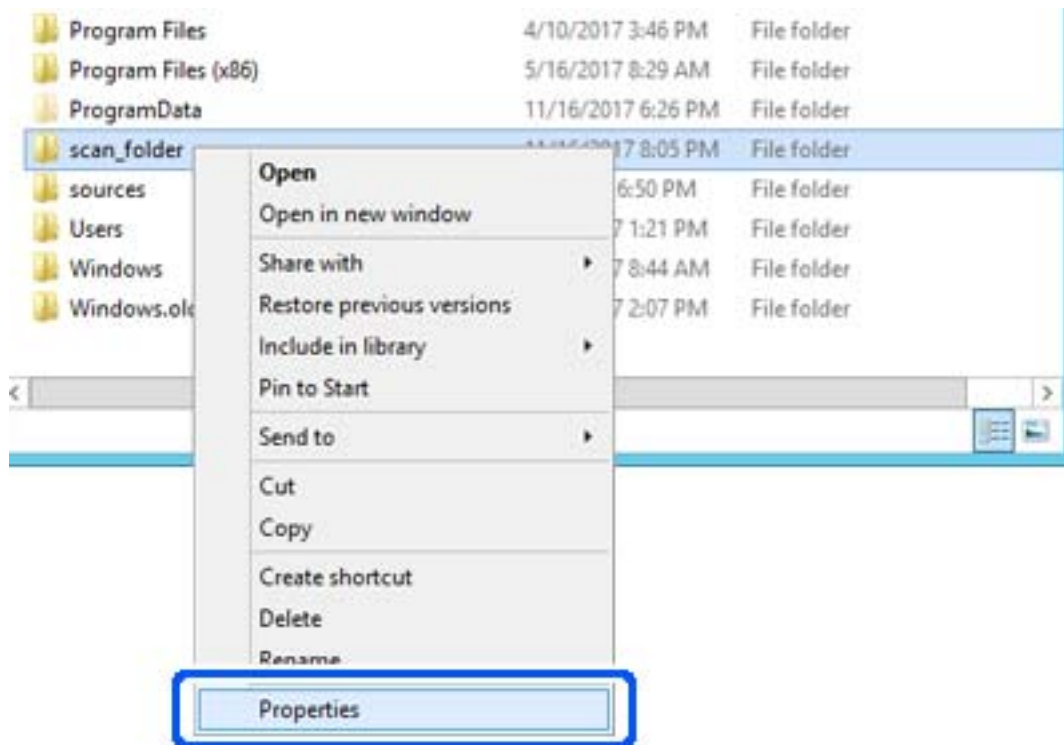 Program Files 4/10/2017 3:46 PM File folder
Program Files (x86) 5/16/2017 8:29 AM File folder
ProgramData 11/16/2017 6:26 PM File folder
scan_folder 7 8:05 PM File folder
sources 6:50 PM File folder
Users 7 1:21 PM File folder
Windows 7 8:44 AM File folder
Windows.old 7 2:07 PM File folder
Open
Open in new window
Share with
Restore previous versions
Include in library
Pin to Start
Send to
Cut
Copy
Create shortcut
Delete
Rename
Properties